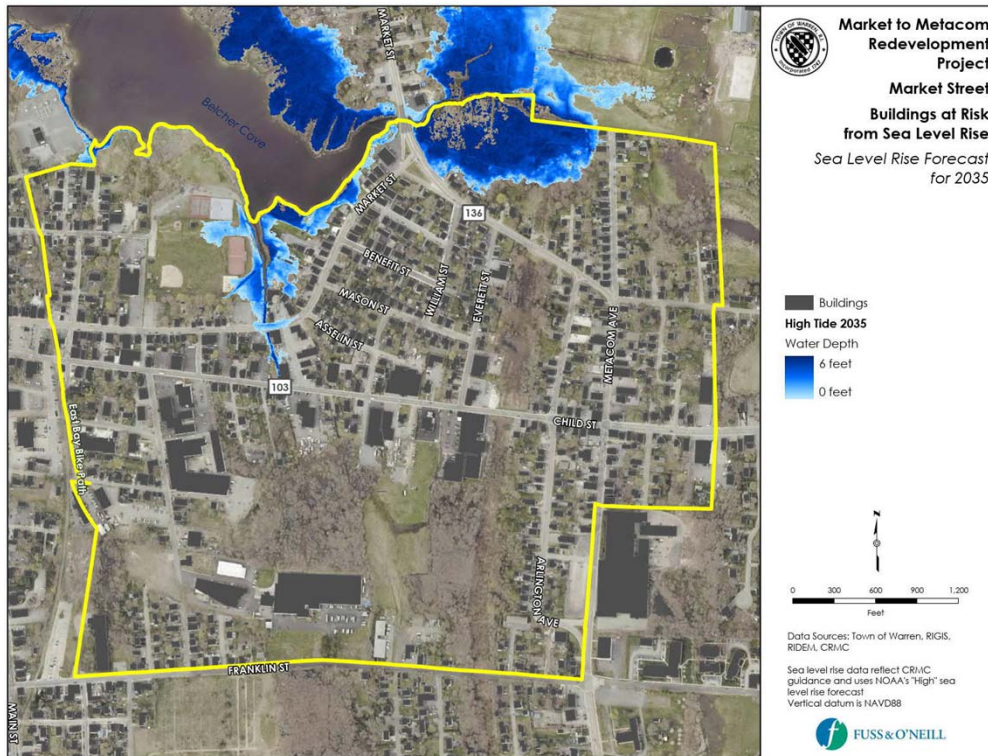 Market to Metacom
Redevelopment
Project
Market Street
Buildings at Risk
from Sea Level Rise
Sea Level Rise Forecast
for 2035
TOWN OF WARREN, R.I.
Incorporated 1747
MARKET ST
Belcher Cove
MARKET ST
136
BENEFIT ST
WILLIAM ST
MASON ST
EVERETT ST
ASSELIN ST
METACOM AVE
103
CHILD ST
East Bay Bike Path
ARLINGTON AVE
FRANKLIN ST
MAIN ST
Buildings
High Tide 2035
Water Depth
6 feet
0 feet
N
0 300 600 900 1,200
Feet
Data Sources: Town of Warren, RIGIS,
RIDEM, CRMC
Sea level rise data reflect CRMC
guidance and uses NOAA's "High" sea
level rise forecast
Vertical datum is NAVD88
FUSS & O'NEILL